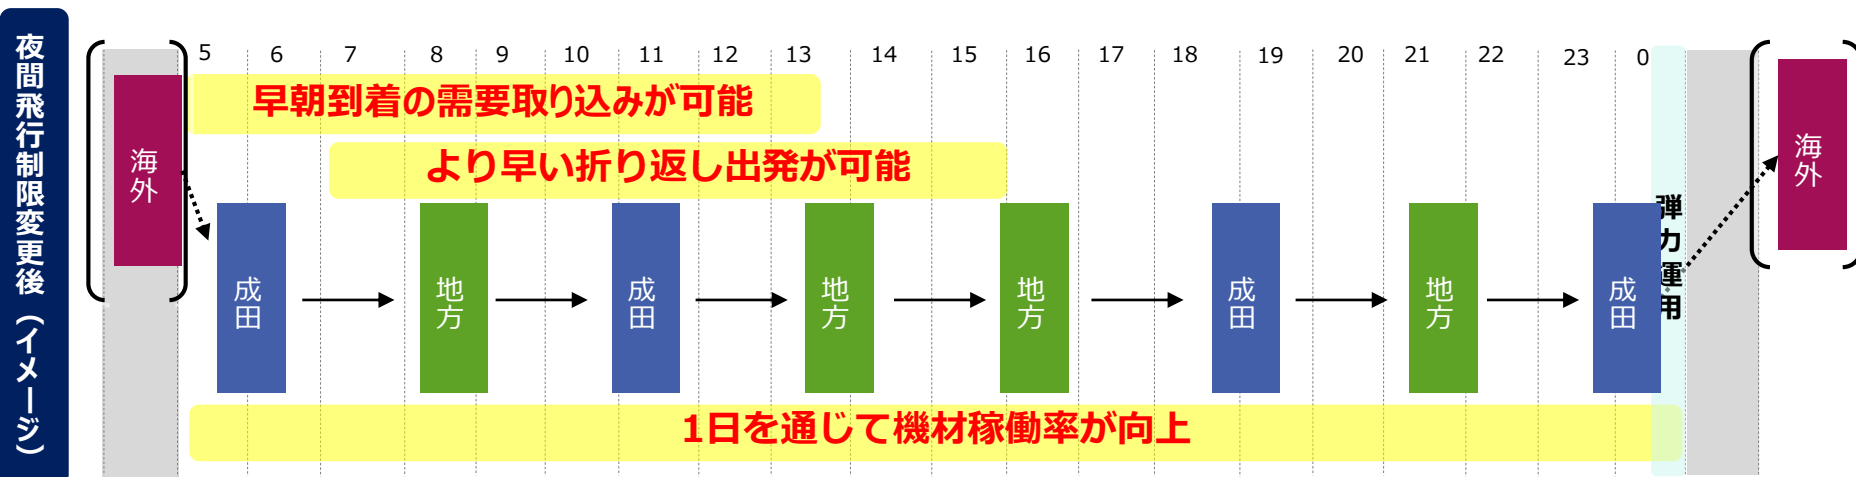 夜間飛行制限変更後（イメージ）
5 6 7 8 9 10 11 12 13 14 15 16 17 18 19 20 21 22 23 0
早朝到着の需要取り込みが可能
より早い折り返し出発が可能
海外
成田
地方
成田
地方
地方
成田
地方
成田
弾力運用
海外
1日を通じて機材稼働率が向上